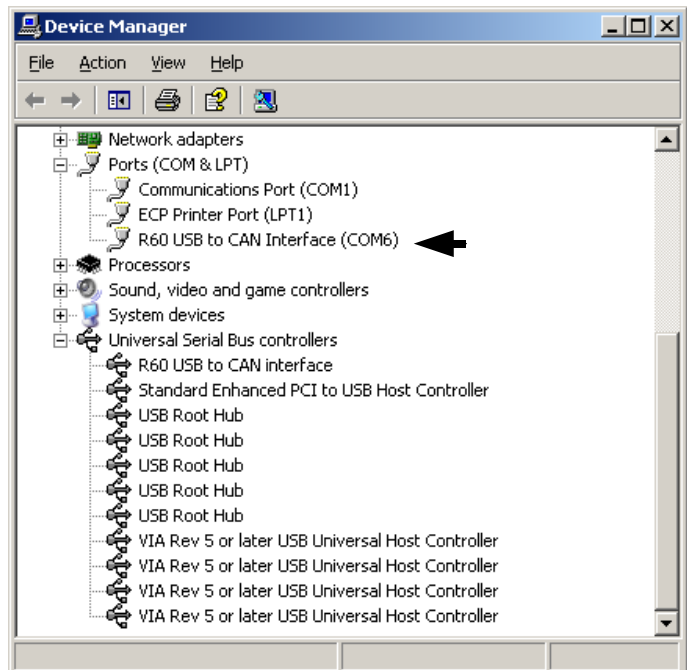 Device Manager
File Action View Help
Network adapters
Ports (COM & LPT)
Communications Port (COM1)
ECP Printer Port (LPT1)
R60 USB to CAN Interface (COM6)
Processors
Sound, video and game controllers
System devices
Universal Serial Bus controllers
R60 USB to CAN interface
Standard Enhanced PCI to USB Host Controller
USB Root Hub
USB Root Hub
USB Root Hub
USB Root Hub
USB Root Hub
VIA Rev 5 or later USB Universal Host Controller
VIA Rev 5 or later USB Universal Host Controller
VIA Rev 5 or later USB Universal Host Controller
VIA Rev 5 or later USB Universal Host Controller